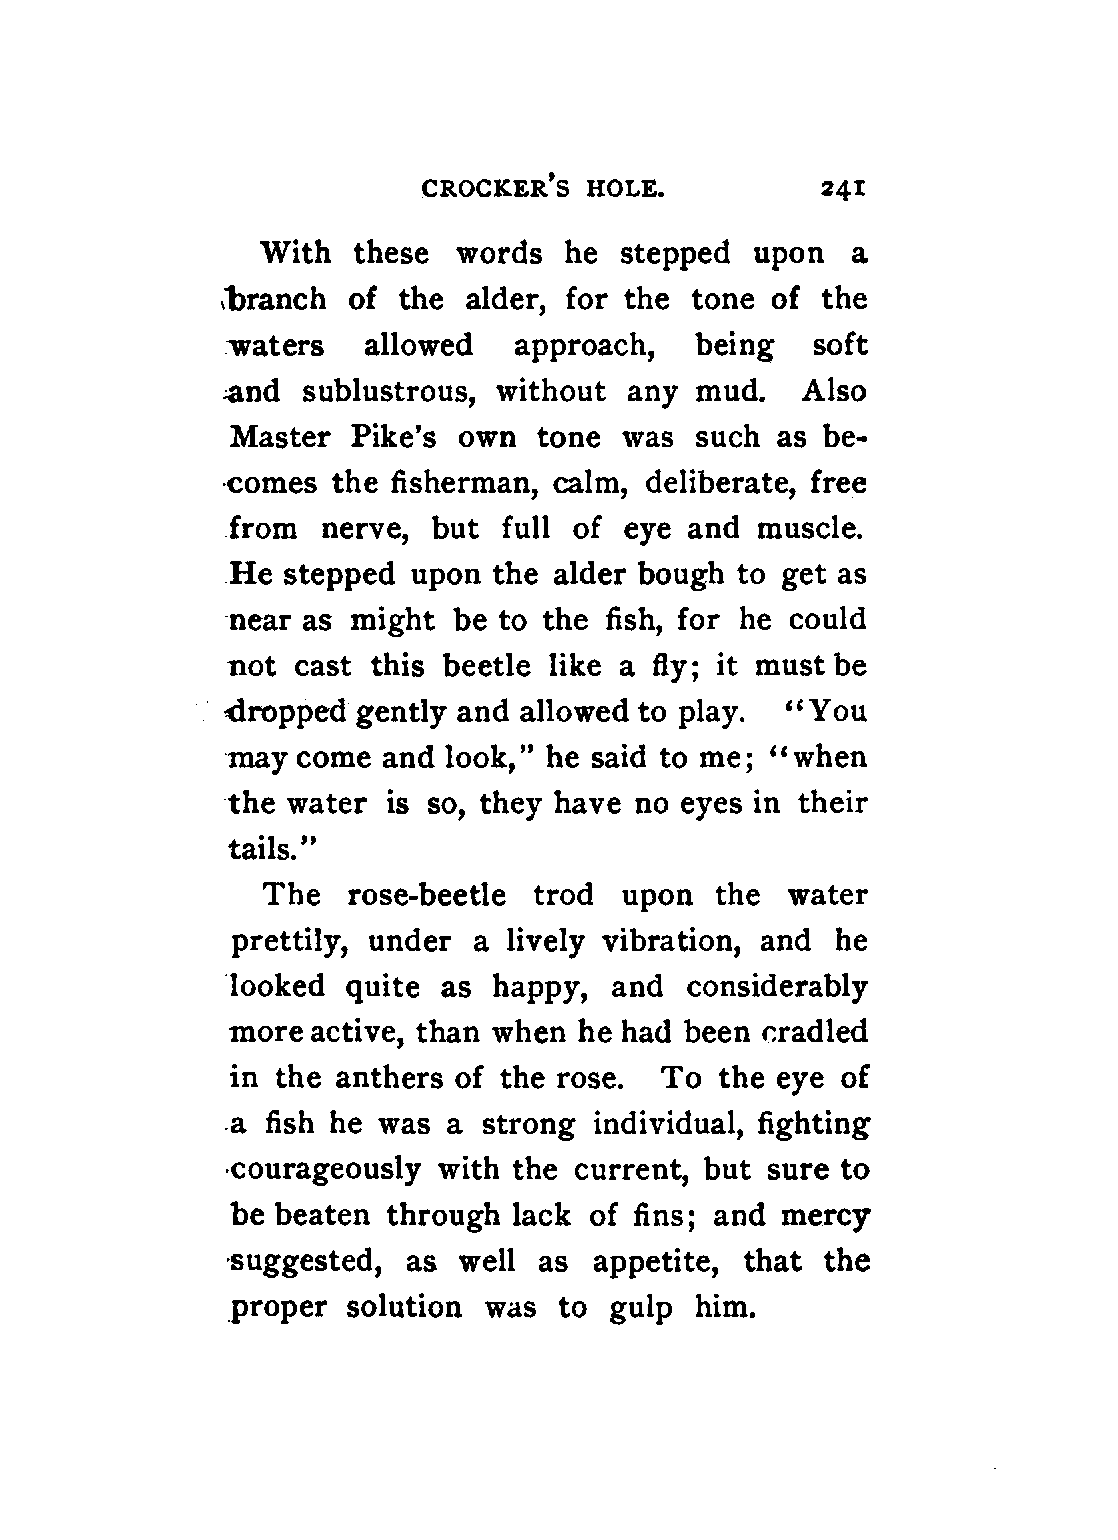 CROCKER'S HOLE. 241
With these words he stepped upon a
branch of the alder, for the tone of the
waters allowed approach, being soft
and sublustrous, without any mud. Also
Master Pike's own tone was such as be-
comes the fisherman, calm, deliberate, free
from nerve, but full of eye and muscle.
He stepped upon the alder bough to get as
near as might be to the fish, for he could
not cast this beetle like a fly; it must be
dropped gently and allowed to play. "You
may come and look," he said to me; "when
the water is so, they have no eyes in their
tails."
The rose-beetle trod upon the water
prettily, under a lively vibration, and he
looked quite as happy, and considerably
more active, than when he had been cradled
in the anthers of the rose. To the eye of
a fish he was a strong individual, fighting
courageously with the current, but sure to
be beaten through lack of fins; and mercy
suggested, as well as appetite, that the
proper solution was to gulp him.